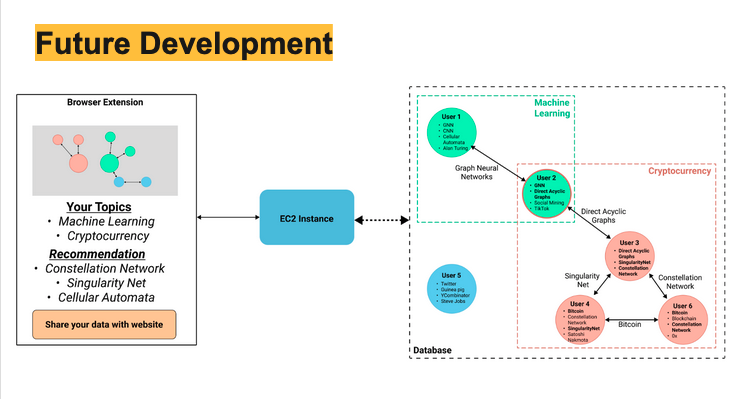 Future Development
Browser Extension
Your Topics
• Machine Learning
• Cryptocurrency
Recommendation
• Constellation Network
• Singularity Net
• Cellular Automata
Share your data with website
EC2 Instance
Machine
Learning
User 1
• GNN
• CNN
• Cellular
Automata
• Alan Turing
Graph Neural
Networks
Cryptocurrency
User 2
• GNN
• Direct Acyclic
Graphs
• Social Mining
• TikTok
Direct Acyclic
Graphs
User 3
• Direct Acyclic
Graphs
• SingularityNet
• Constellation
Network
Singularity
Net
Constellation
Network
User 5
• Twitter
• Guinea pig
• YCombinator
• Steve Jobs
User 4
• Bitcoin
• Constellation
Network
• SingularityNet
• Satoshi
Nakmota
Bitcoin
User 6
• Bitcoin
• Blockchain
• Constellation
Network
• 0x
Database